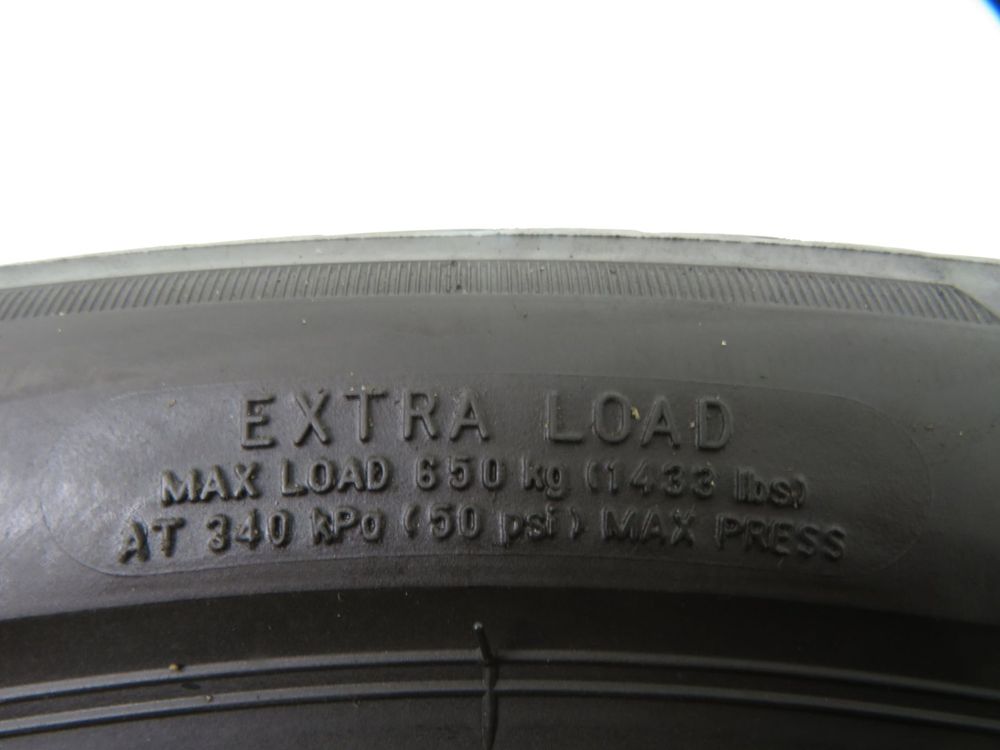 EXTRA LOAD
MAX LOAD 650 kg (1433 lbs)
AT 340 kPa (50 psi) MAX PRESS